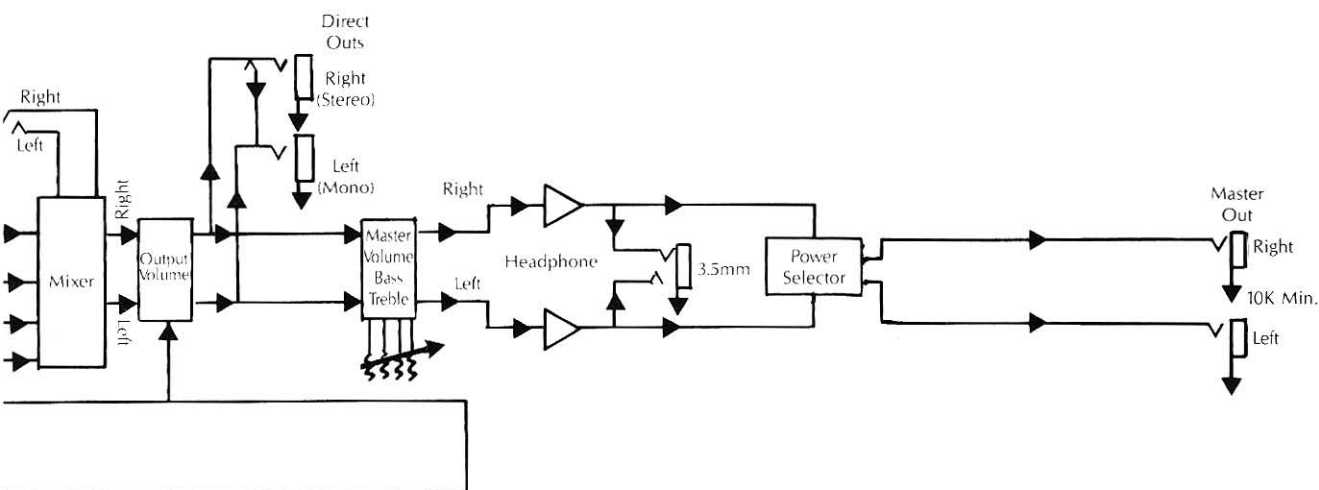 Direct
Outs
Right
(Stereo)
Left
(Mono)
Right
Left
Mixer
Right
Left
Output
Volume
Master
Volume
Bass
Treble
Right
Left
Headphone
3.5mm
Power
Selector
Master
Out
Right
10K Min.
Left